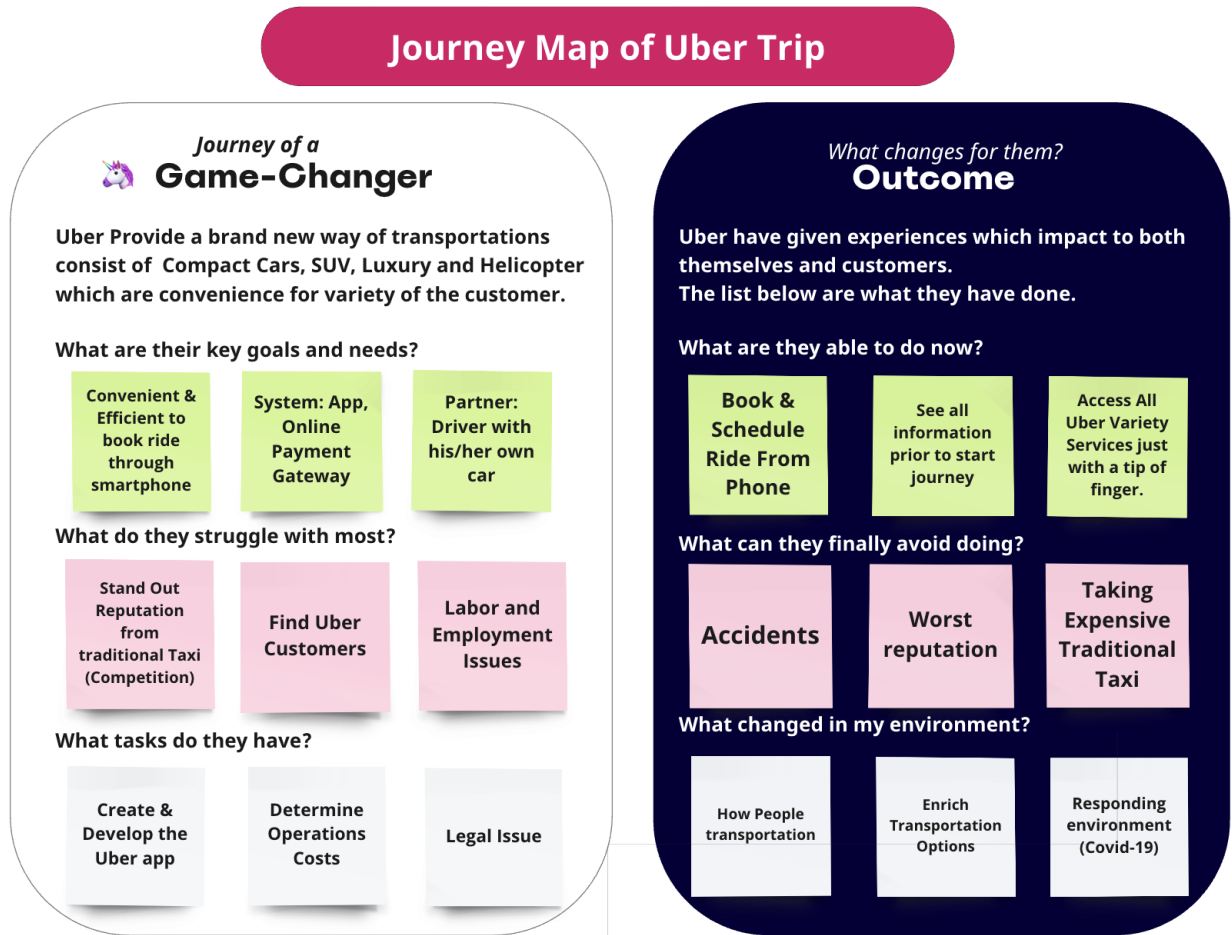 Journey Map of Uber Trip
Journey of a
Game-Changer
Uber Provide a brand new way of transportations
consist of  Compact Cars, SUV, Luxury and Helicopter
which are convenience for variety of the customer.
What are their key goals and needs?
Convenient &
Efficient to
book ride
through
smartphone
System: App,
Online
Payment
Gateway
Partner:
Driver with
his/her own
car
What do they struggle with most?
Stand Out
Reputation
from
traditional Taxi
(Competition)
Find Uber
Customers
Labor and
Employment
Issues
What tasks do they have?
Create &
Develop the
Uber app
Determine
Operations
Costs
Legal Issue
What changes for them?
Outcome
Uber have given experiences which impact to both
themselves and customers.
The list below are what they have done.
What are they able to do now?
Book &
Schedule
Ride From
Phone
See all
information
prior to start
journey
Access All
Uber Variety
Services just
with a tip of
finger.
What can they finally avoid doing?
Accidents
Worst
reputation
Taking
Expensive
Traditional
Taxi
What changed in my environment?
How People
transportation
Enrich
Transportation
Options
Responding
environment
(Covid-19)